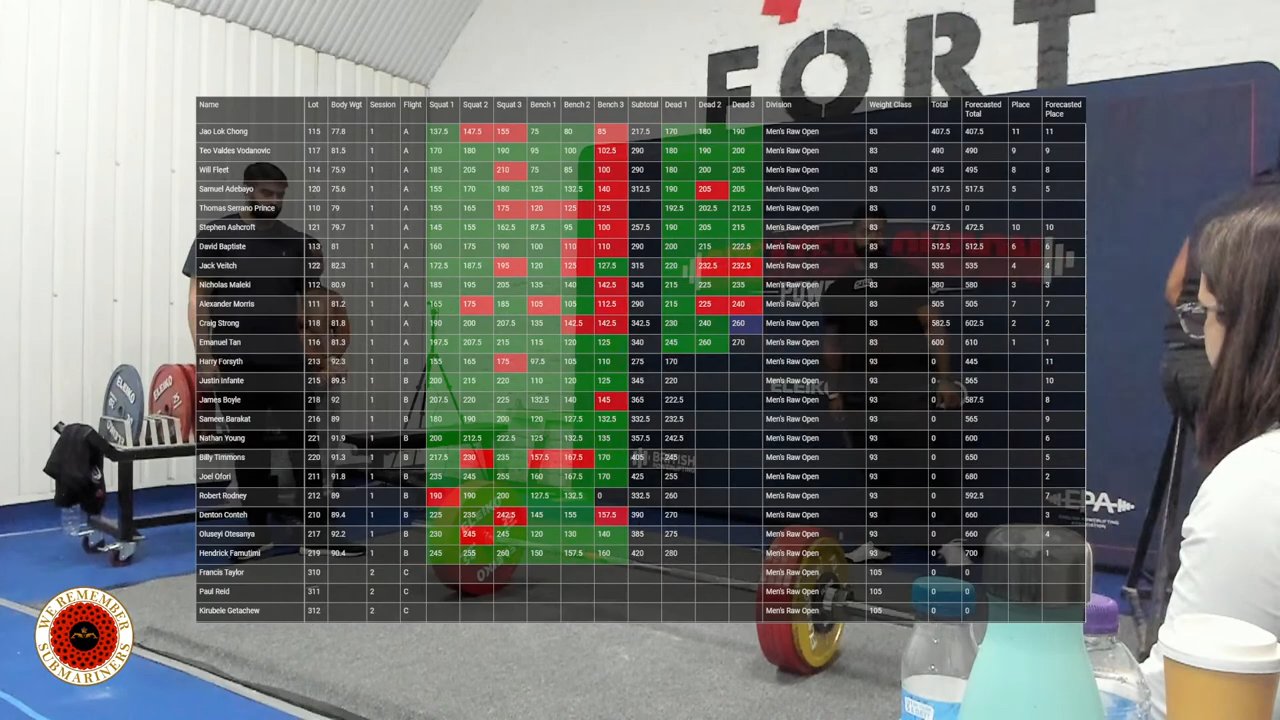 FORT
Name Lot Body Wgt Session Flight Squat 1 Squat 2 Squat 3 Bench 1 Bench 2 Bench 3 Subtotal Dead 1 Dead 2 Dead 3 Division Weight Class Total Forecasted Total Place Forecasted Place
Jao Lok Chong 115 77.8 1 A 137.5 147.5 155 75 80 85 217.5 170 180 190 Men's Raw Open 83 407.5 407.5 11 11
Teo Valdes Vodanovic 117 81.5 1 A 170 180 190 95 100 102.5 290 180 190 200 Men's Raw Open 83 490 490 9 9
Will Fleet 114 75.9 1 A 185 205 210 75 85 100 290 180 200 205 Men's Raw Open 83 495 495 8 8
Samuel Adebayo 120 75.6 1 A 155 170 180 125 132.5 140 312.5 190 205 205 Men's Raw Open 83 517.5 517.5 5 5
Thomas Serrano Prince 110 79 1 A 155 165 175 120 125 125 192.5 202.5 212.5 Men's Raw Open 83 0 0
Stephen Ashcroft 121 79.7 1 A 145 155 162.5 87.5 95 100 257.5 190 205 215 Men's Raw Open 83 472.5 472.5 10 10
David Baptiste 113 81 1 A 160 175 190 100 110 110 290 200 215 222.5 Men's Raw Open 83 512.5 512.5 6 6
Jack Veitch 122 82.3 1 A 172.5 187.5 195 120 125 127.5 315 220 232.5 232.5 Men's Raw Open 83 535 535 4 4
Nicholas Maleki 112 80.9 1 A 185 195 205 135 140 142.5 345 215 225 235 Men's Raw Open 83 580 580 3 3
Alexander Morris 111 81.2 1 A 165 175 185 105 105 112.5 290 215 225 240 Men's Raw Open 83 505 505 7 7
Craig Strong 118 81.8 1 A 190 200 207.5 135 142.5 142.5 342.5 230 240 260 Men's Raw Open 83 582.5 602.5 2 2
Emanuel Tan 116 81.3 1 A 197.5 207.5 215 115 120 125 340 245 260 270 Men's Raw Open 83 600 610 1 1
Harry Forsyth 213 92.3 1 B 155 165 175 97.5 105 110 275 170 Men's Raw Open 93 0 445 11
Justin Infante 215 89.5 1 B 200 215 220 110 120 125 345 220 Men's Raw Open 93 0 565 10
James Boyle 218 92 1 B 207.5 220 225 132.5 140 145 365 222.5 Men's Raw Open 93 0 587.5 8
Sameer Barakat 216 89 1 B 180 190 200 120 127.5 132.5 332.5 232.5 Men's Raw Open 93 0 565 9
Nathan Young 221 91.9 1 B 200 212.5 222.5 125 132.5 135 357.5 242.5 Men's Raw Open 93 0 600 6
Billy Timmons 220 91.3 1 B 217.5 230 235 157.5 167.5 170 405 245 Men's Raw Open 93 0 650 5
Joel Ofori 211 91.8 1 B 235 245 255 160 167.5 170 425 255 Men's Raw Open 93 0 680 2
Robert Rodney 212 89 1 B 190 190 200 127.5 132.5 0 332.5 260 Men's Raw Open 93 0 592.5 7
Denton Conteh 210 89.4 1 B 225 235 242.5 145 155 157.5 390 270 Men's Raw Open 93 0 660 3
Oluseyi Otesanya 217 92.2 1 B 230 245 245 120 130 140 385 275 Men's Raw Open 93 0 660 4
Hendrick Famutimi 219 90.4 1 B 245 255 260 150 157.5 160 420 280 Men's Raw Open 93 0 700 1
Francis Taylor 310 2 C Men's Raw Open 105 0 0
Paul Reid 311 2 C Men's Raw Open 105 0 0
Kirubele Getachew 312 2 C Men's Raw Open 105 0 0
ELEIKO
ELEIKO
ELEIKO
EPA
WE REMEMBER
SUBMARINERS